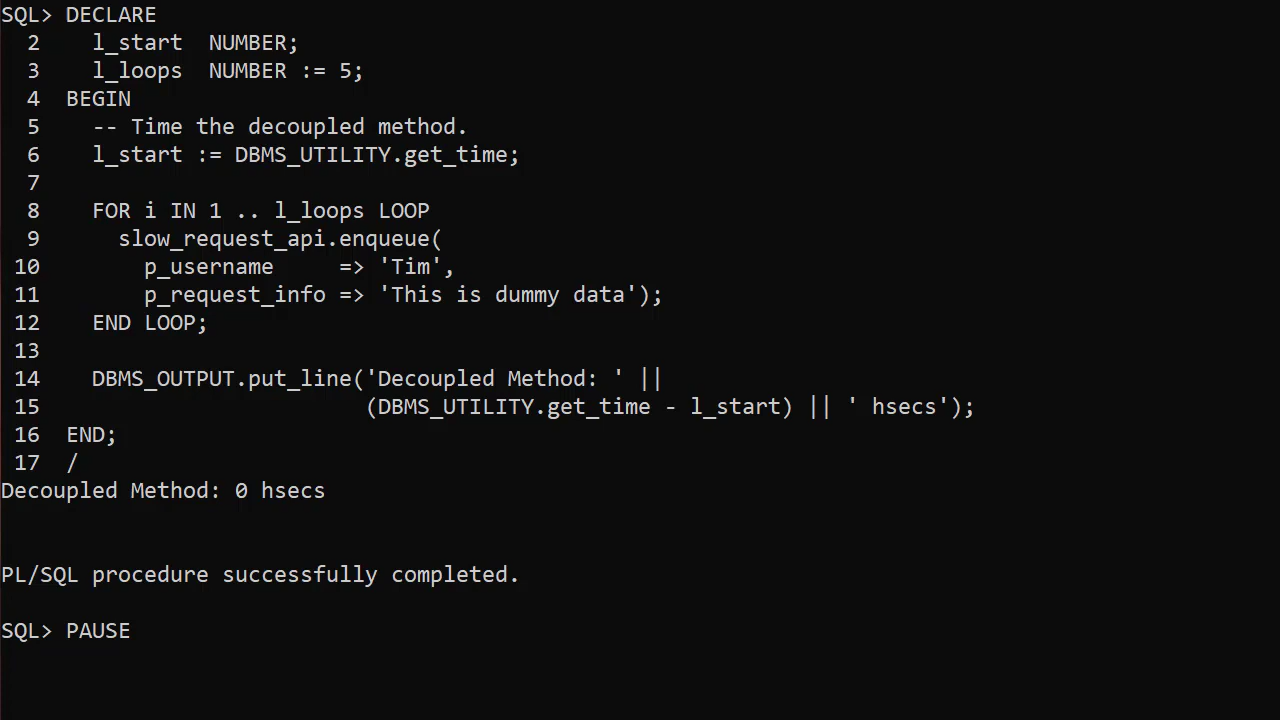 SQL> DECLARE
  2    l_start  NUMBER;
  3    l_loops  NUMBER := 5;
  4  BEGIN
  5    -- Time the decoupled method.
  6    l_start := DBMS_UTILITY.get_time;
  7
  8    FOR i IN 1 .. l_loops LOOP
  9      slow_request_api.enqueue(
 10        p_username     => 'Tim',
 11        p_request_info => 'This is dummy data');
 12    END LOOP;
 13
 14    DBMS_OUTPUT.put_line('Decoupled Method: ' ||
 15                         (DBMS_UTILITY.get_time - l_start) || ' hsecs');
 16  END;
 17  /
Decoupled Method: 0 hsecs
PL/SQL procedure successfully completed.
SQL> PAUSE